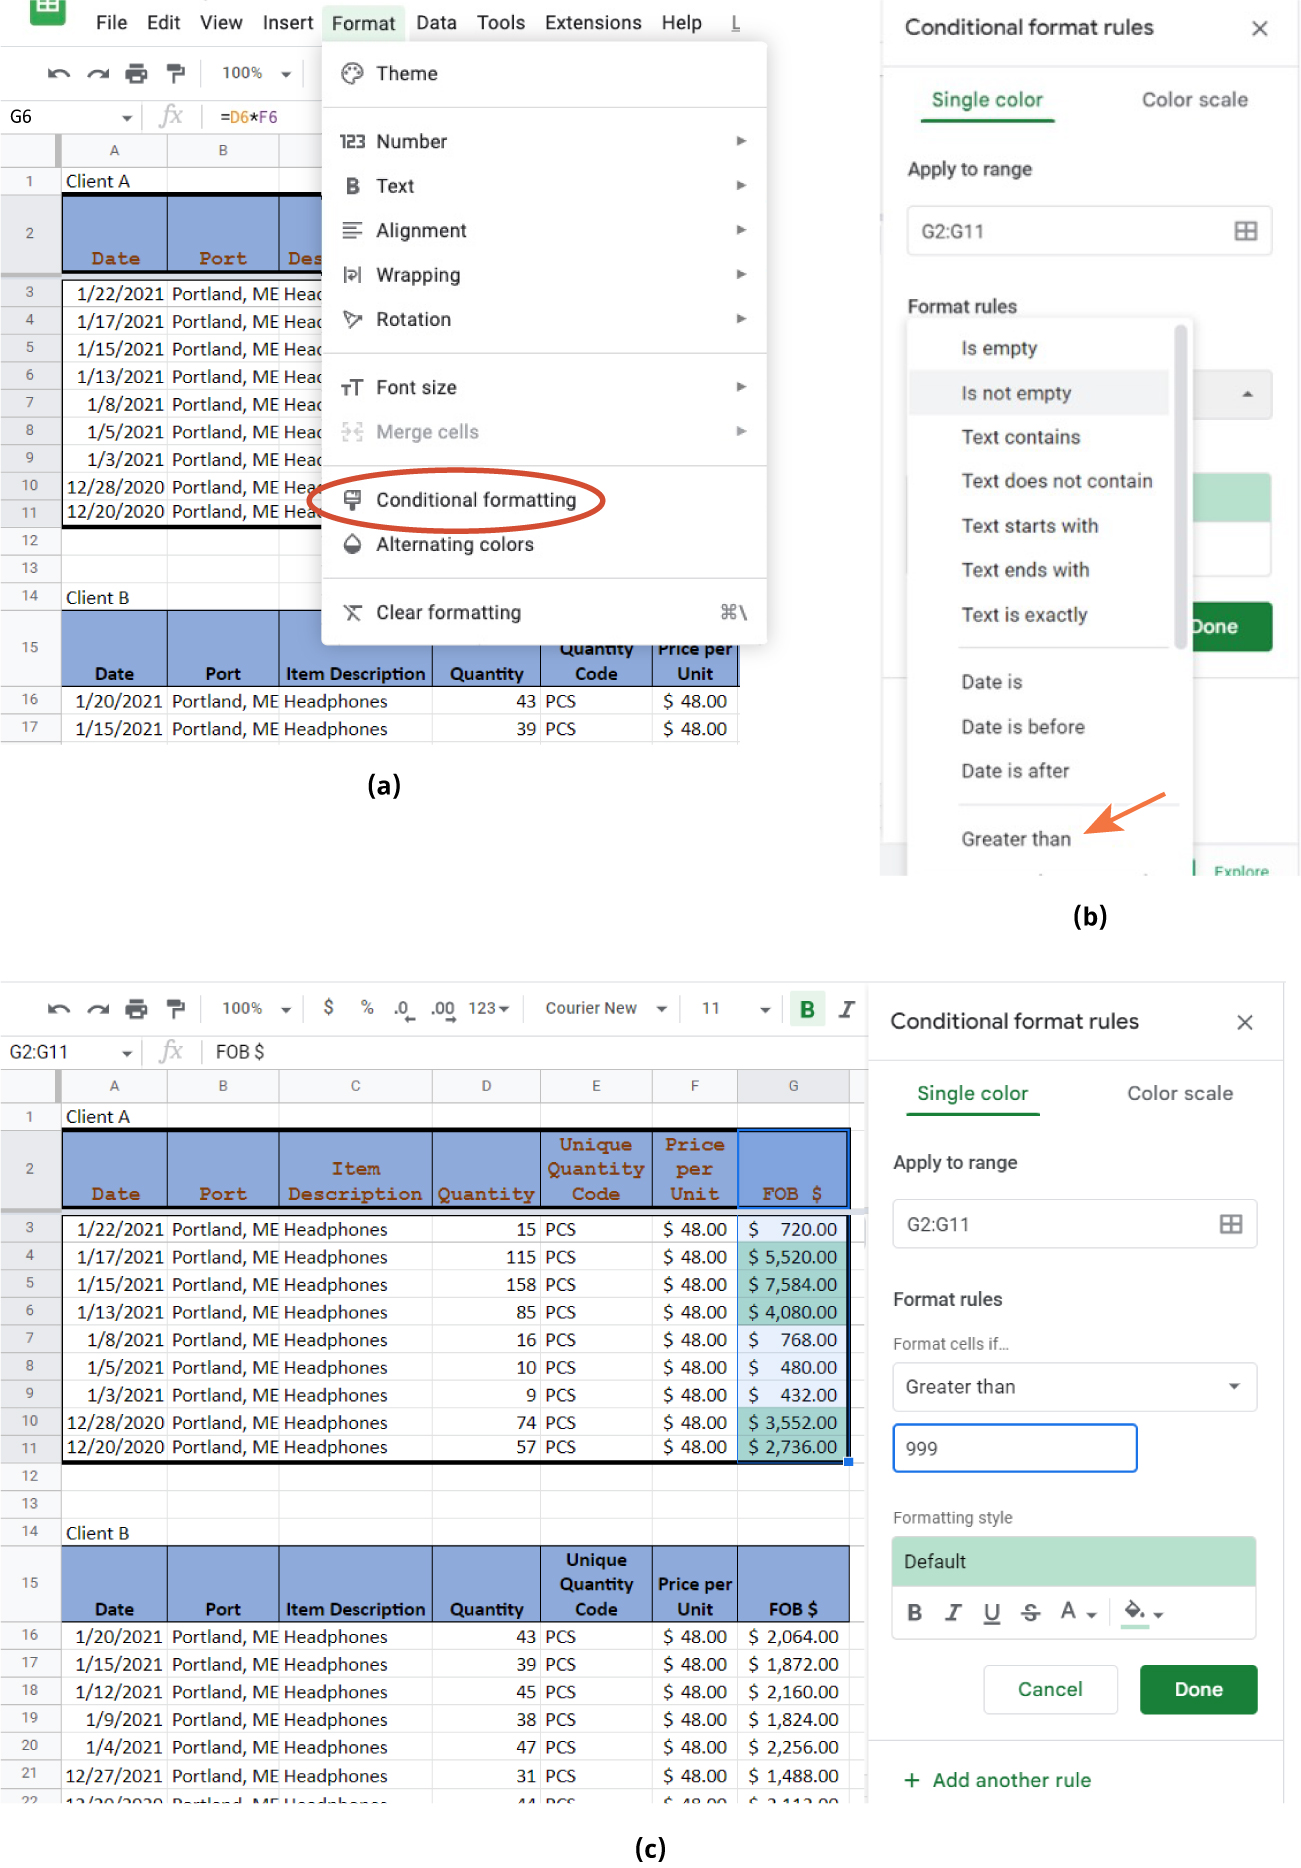 File Edit View Insert Format Data Tools Extensions Help L
100%
G6 fx =D6*F6
A B
1 Client A
2 Date Port Des
3 1/22/2021 Portland, ME Head
4 1/17/2021 Portland, ME Head
5 1/15/2021 Portland, ME Head
6 1/13/2021 Portland, ME Head
7 1/8/2021 Portland, ME Head
8 1/5/2021 Portland, ME Head
9 1/3/2021 Portland, ME Head
10 12/28/2020 Portland, ME Head
11 12/20/2020 Portland, ME Head
12
13
14 Client B
Quantity Price per
15 Date Port Item Description Quantity Code Unit
16 1/20/2021 Portland, ME Headphones 43 PCS $ 48.00
17 1/15/2021 Portland, ME Headphones 39 PCS $ 48.00
Theme
123 Number
B Text
Alignment
Wrapping
Rotation
TT Font size
Merge cells
Conditional formatting
Alternating colors
Clear formatting ⌘\
(a)
Conditional format rules
Single color Color scale
Apply to range
G2:G11
Format rules
Is empty
Is not empty
Text contains
Text does not contain
Text starts with
Text ends with
Text is exactly
Done
Date is
Date is before
Date is after
Greater than
Explore
(b)
100% $ % .0 .00 123 Courier New 11 B I
G2:G11 fx FOB $
A B C D E F G
1 Client A
Unique Price
2 Item Quantity per
Date Port Description Quantity Code Unit FOB $
3 1/22/2021 Portland, ME Headphones 15 PCS $ 48.00 $ 720.00
4 1/17/2021 Portland, ME Headphones 115 PCS $ 48.00 $ 5,520.00
5 1/15/2021 Portland, ME Headphones 158 PCS $ 48.00 $ 7,584.00
6 1/13/2021 Portland, ME Headphones 85 PCS $ 48.00 $ 4,080.00
7 1/8/2021 Portland, ME Headphones 16 PCS $ 48.00 $ 768.00
8 1/5/2021 Portland, ME Headphones 10 PCS $ 48.00 $ 480.00
9 1/3/2021 Portland, ME Headphones 9 PCS $ 48.00 $ 432.00
10 12/28/2020 Portland, ME Headphones 74 PCS $ 48.00 $ 3,552.00
11 12/20/2020 Portland, ME Headphones 57 PCS $ 48.00 $ 2,736.00
12
13
14 Client B
Unique
15 Quantity Price per
Date Port Item Description Quantity Code Unit FOB $
16 1/20/2021 Portland, ME Headphones 43 PCS $ 48.00 $ 2,064.00
17 1/15/2021 Portland, ME Headphones 39 PCS $ 48.00 $ 1,872.00
18 1/12/2021 Portland, ME Headphones 45 PCS $ 48.00 $ 2,160.00
19 1/9/2021 Portland, ME Headphones 38 PCS $ 48.00 $ 1,824.00
20 1/4/2021 Portland, ME Headphones 47 PCS $ 48.00 $ 2,256.00
21 12/27/2021 Portland, ME Headphones 31 PCS $ 48.00 $ 1,488.00
Conditional format rules
Single color Color scale
Apply to range
G2:G11
Format rules
Format cells if...
Greater than
999
Formatting style
Default
B I U S A
Cancel Done
+ Add another rule
(c)